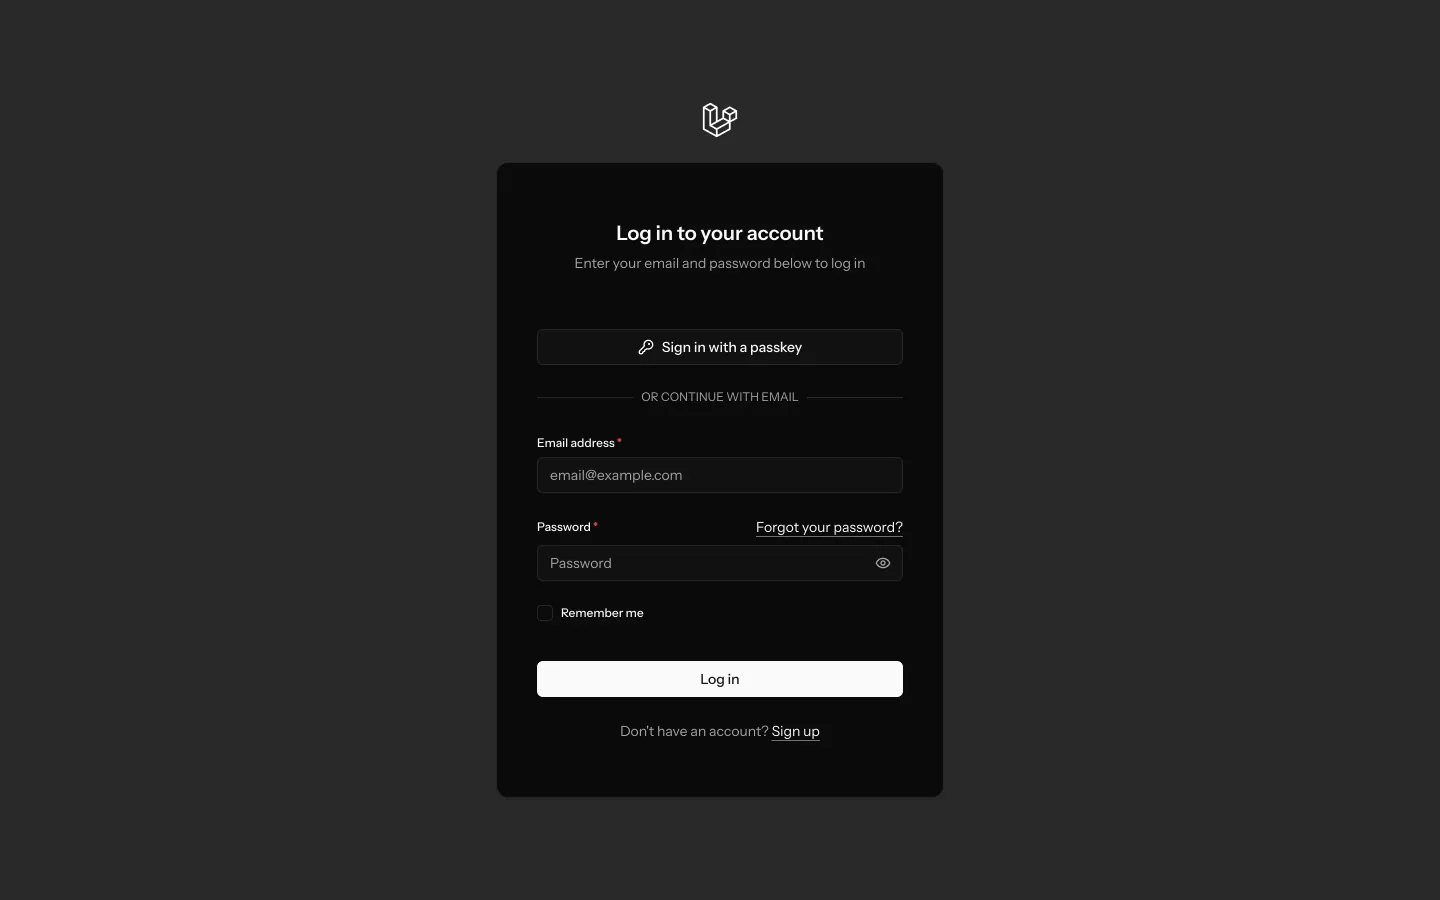 Log in to your account
Enter your email and password below to log in
Sign in with a passkey
OR CONTINUE WITH EMAIL
Email address *
email@example.com
Password * Forgot your password?
Password
Remember me
Log in
Don't have an account? Sign up